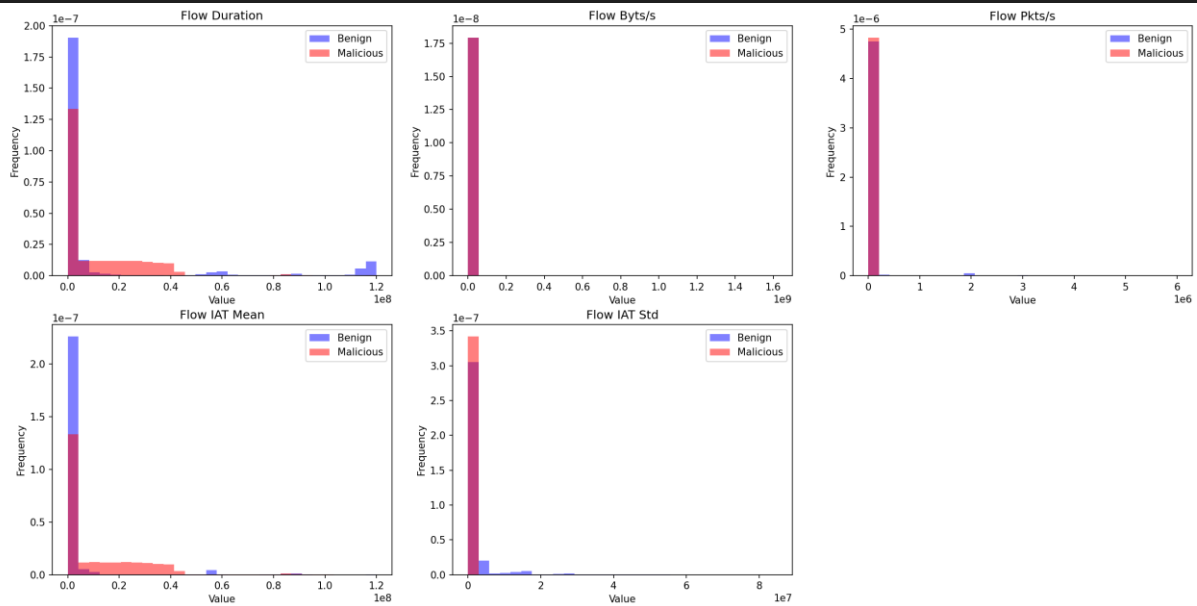 Flow Duration
1e−7
Benign
Malicious
Frequency
2.00
1.75
1.50
1.25
1.00
0.75
0.50
0.25
0.00
0.0 0.2 0.4 0.6 0.8 1.0 1.2
Value
1e8
Flow Byts/s
1e−8
Benign
Malicious
Frequency
1.75
1.50
1.25
1.00
0.75
0.50
0.25
0.00
0.0 0.2 0.4 0.6 0.8 1.0 1.2 1.4 1.6
Value
1e9
Flow Pkts/s
1e−6
Benign
Malicious
Frequency
5
4
3
2
1
0
0 1 2 3 4 5 6
Value
1e6
Flow IAT Mean
1e−7
Benign
Malicious
Frequency
2.0
1.5
1.0
0.5
0.0
0.0 0.2 0.4 0.6 0.8 1.0 1.2
Value
1e8
Flow IAT Std
1e−7
Benign
Malicious
Frequency
3.5
3.0
2.5
2.0
1.5
1.0
0.5
0.0
0 2 4 6 8
Value
1e7